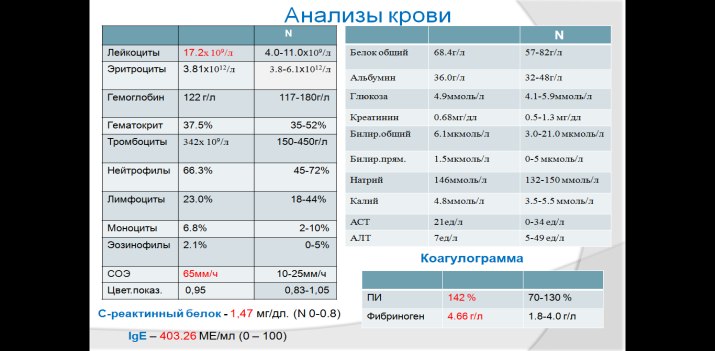 Анализы крови
N
Лейкоциты 17.2x 10⁹/л 4.0-11.0x10⁹/л
Эритроциты 3.81x10¹²/л 3.8-6.1x10¹²/л
Гемоглобин 122 г/л 117-180г/л
Гематокрит 37.5% 35-52%
Тромбоциты 342x 10⁹/л 150-450г/л
Нейтрофилы 66.3% 45-72%
Лимфоциты 23.0% 18-44%
Моноциты 6.8% 2-10%
Эозинофилы 2.1% 0-5%
СОЭ 65мм/ч 10-25мм/ч
Цвет.показ. 0,95 0,83-1,05
С-реактинный белок - 1,47 мг/дл. (N 0-0.8)
IgE – 403.26 МЕ/мл (0 – 100)
N
Белок общий 68.4г/л 57-82г/л
Альбумин 36.0г/л 32-48г/л
Глюкоза 4.9ммоль/л 4.1-5.9ммоль/л
Креатинин 0.68мг/дл 0.5-1.3 мг/дл
Билир.общий 6.1мкмоль/л 3.0-21.0 мкмоль/л
Билир.прям. 1.5мкмоль/л 0-5 мкмоль/л
Натрий 146ммоль/л 132-150 ммоль/л
Калий 4.8ммоль/л 3.5-5.5 ммоль/л
АСТ 21ед/л 0-34 ед/л
АЛТ 7ед/л 5-49 ед/л
Коагулограмма
ПИ 142 % 70-130 %
Фибриноген 4.66 г/л 1.8-4.0 г/л